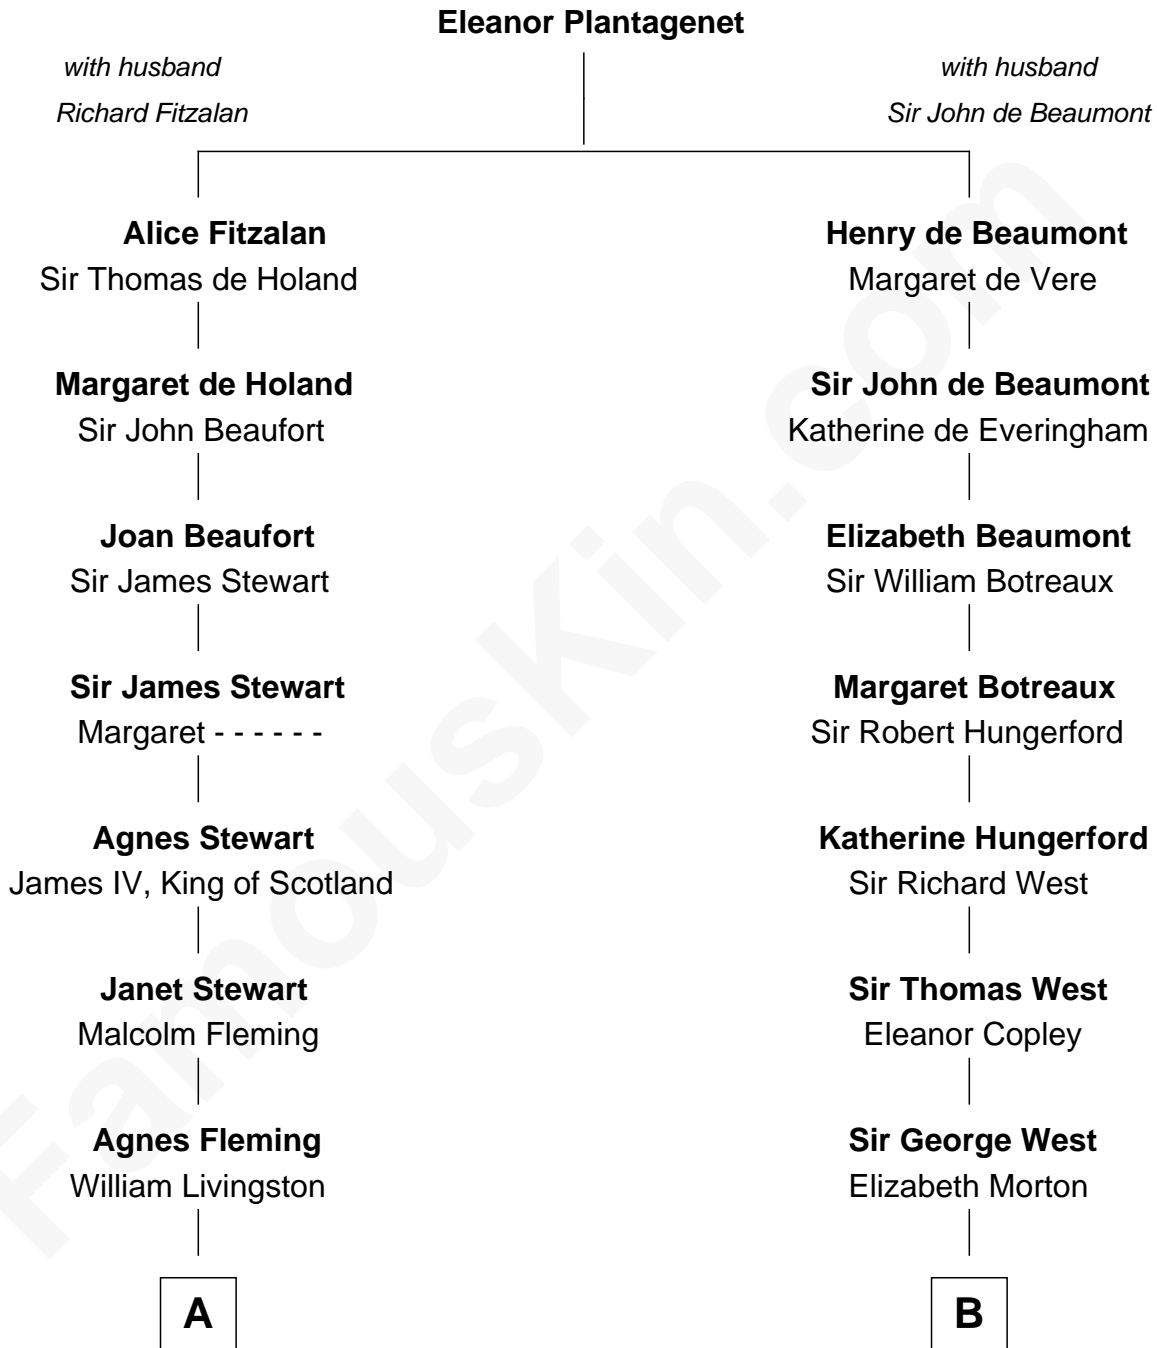 Eleanor Plantagenet
with husband
Richard Fitzalan
with husband
Sir John de Beaumont
Alice Fitzalan
Sir Thomas de Holand
Margaret de Holand
Sir John Beaufort
Joan Beaufort
Sir James Stewart
Sir James Stewart
Margaret - - - - - -
Agnes Stewart
James IV, King of Scotland
Janet Stewart
Malcolm Fleming
Agnes Fleming
William Livingston
A
Henry de Beaumont
Margaret de Vere
Sir John de Beaumont
Katherine de Everingham
Elizabeth Beaumont
Sir William Botreaux
Margaret Botreaux
Sir Robert Hungerford
Katherine Hungerford
Sir Richard West
Sir Thomas West
Eleanor Copley
Sir George West
Elizabeth Morton
B
FamousKin.com